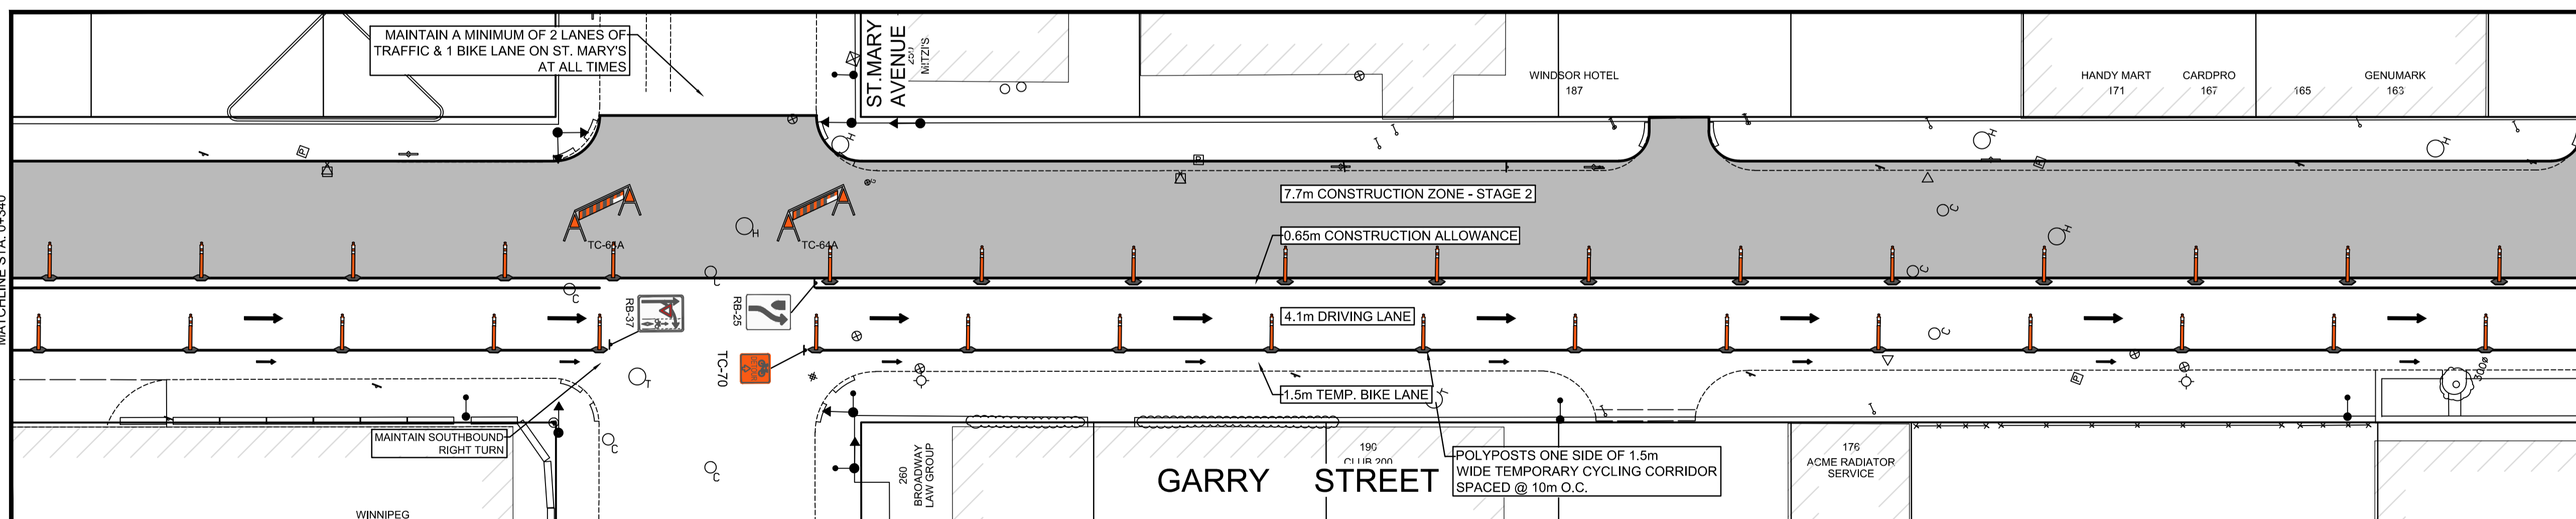 MAINTAIN A MINIMUM OF 2 LANES OF
TRAFFIC & 1 BIKE LANE ON ST. MARY'S
AT ALL TIMES
ST.MARY
AVENUE
250
MITZI'S
WINDSOR HOTEL
187
HANDY MART
171
CARDPRO
167
165
GENUMARK
163
MATCHLINE STA. 0+340
7.7m CONSTRUCTION ZONE - STAGE 2
0.65m CONSTRUCTION ALLOWANCE
TC-64A
RB-37
RB-25
4.1m DRIVING LANE
TC-70
1.5m TEMP. BIKE LANE
300ø
MAINTAIN SOUTHBOUND
RIGHT TURN
260
BROADWAY
LAW GROUP
190
CLUB 200
GARRY STREET
POLYPOSTS ONE SIDE OF 1.5m
WIDE TEMPORARY CYCLING CORRIDOR
SPACED @ 10m O.C.
176
ACME RADIATOR
SERVICE
WINNIPEG